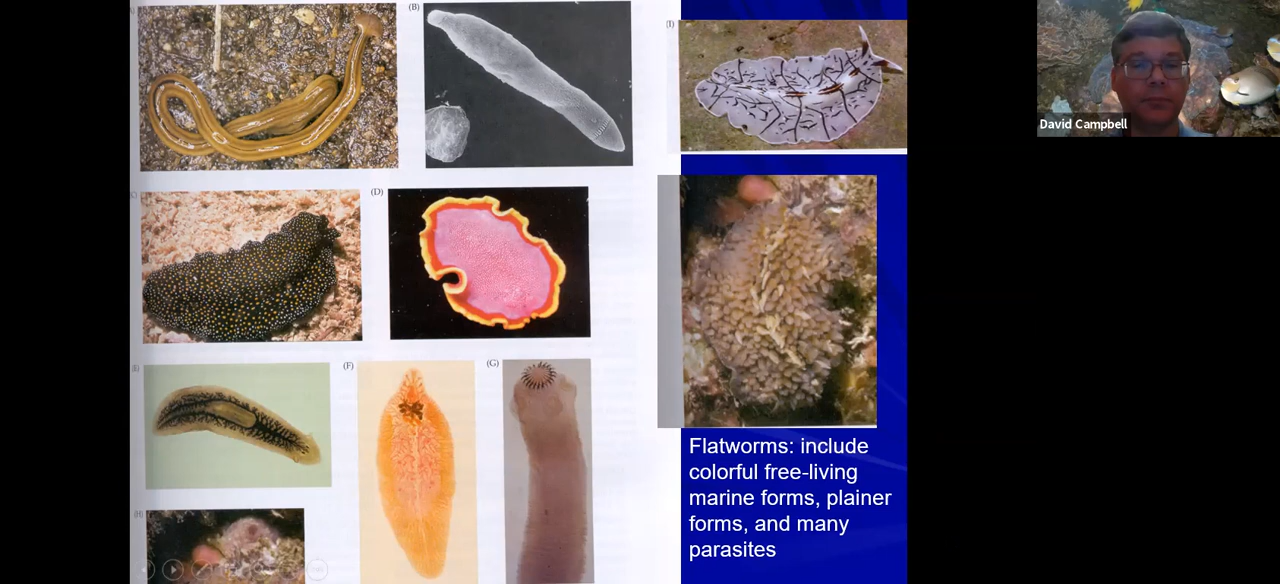 (B)
(I)
David Campbell
(D)
(F)
(G)
(H)
Flatworms: include
colorful free-living
marine forms, plainer
forms, and many
parasites